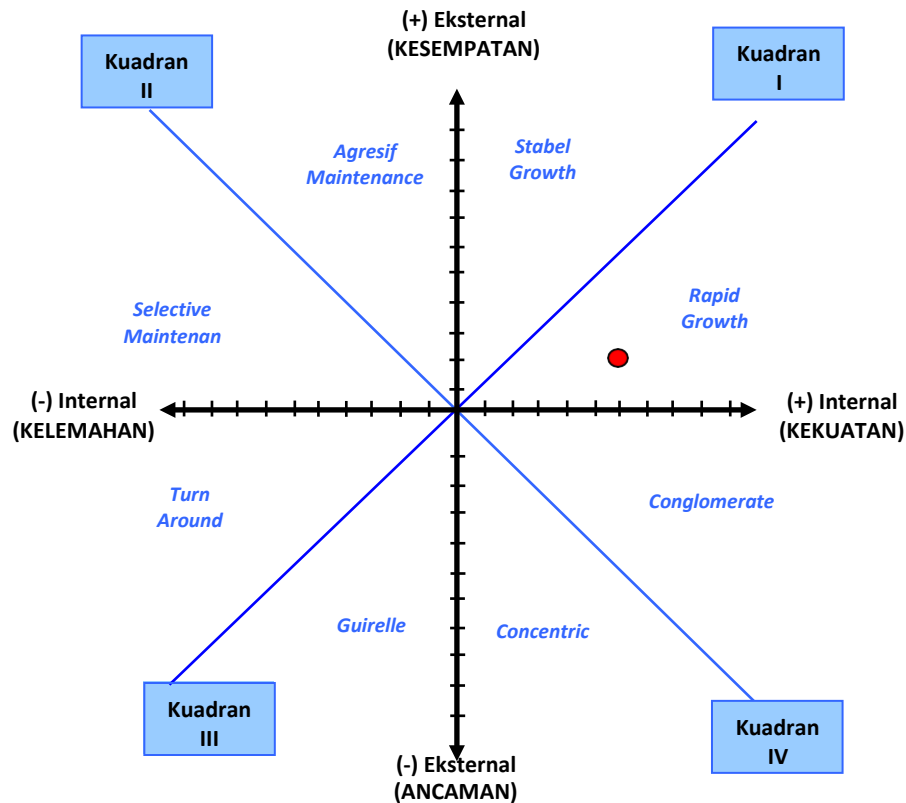 (+) Eksternal
(KESEMPATAN)
Kuadran
II
Kuadran
I
Agresif
Maintenance
Stabel
Growth
Selective
Maintenan
Rapid
Growth
(-) Internal
(KELEMAHAN)
(+) Internal
(KEKUATAN)
Turn
Around
Conglomerate
Guirelle
Concentric
Kuadran
III
Kuadran
IV
(-) Eksternal
(ANCAMAN)